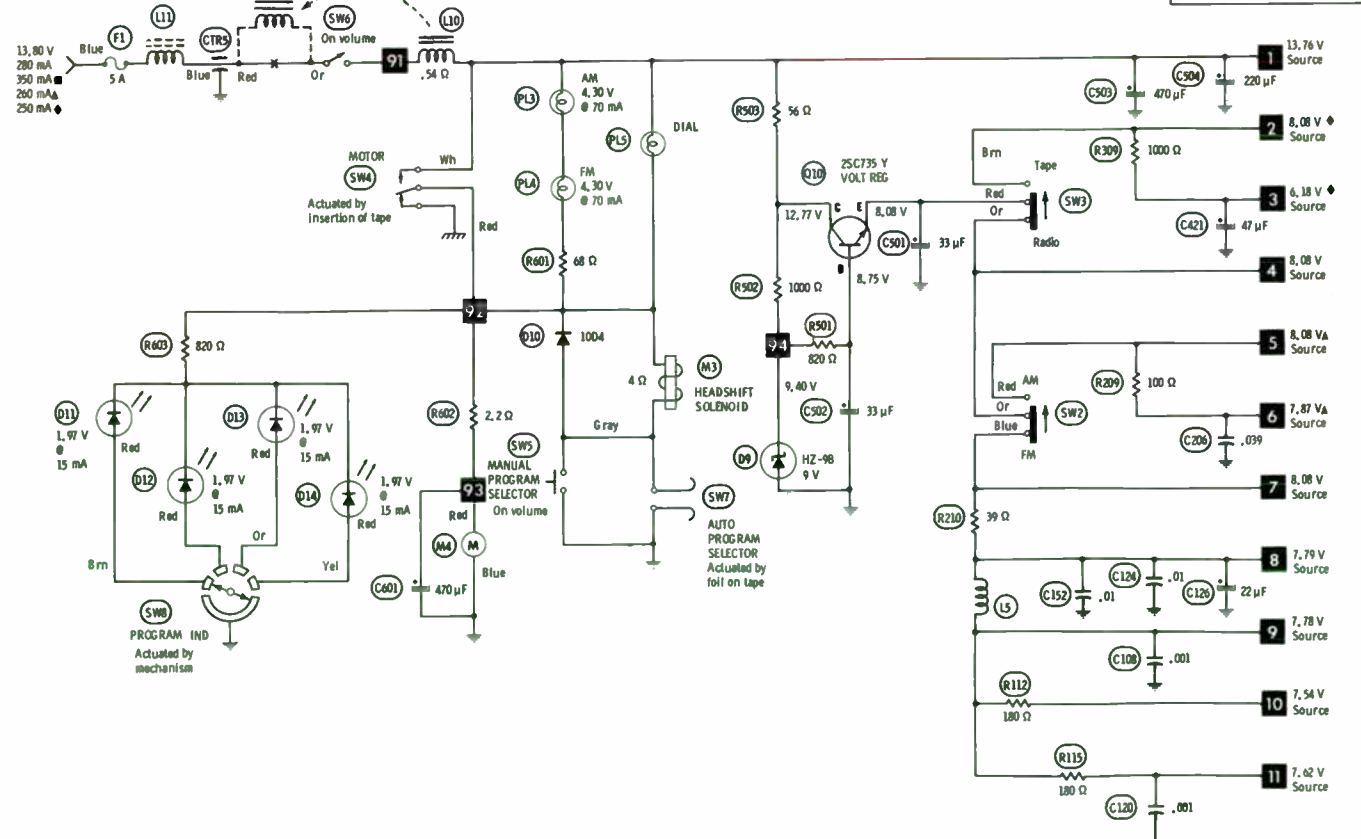 L11
L10
SW6
On volume
F1
CTR5
13.80 V
280 mA
350 mA ■
260 mA ▲
250 mA ◆
Blue
5 A
Blue
Red
Or
91
.54 Ω
1
13.76 V
Source
C503
470 µF
C504
220 µF
PL3
AM
4.30 V
@ 70 mA
PL5
DIAL
R503
56 Ω
2
8.08 V ◆
Source
MOTOR
SW4
Actuated by
insertion of tape
Wh
Red
PL4
FM
4.30 V
@ 70 mA
Q10
2SC735 Y
VOLT REG
C
E
B
12.77 V
8.08 V
8.75 V
C501
33 µF
Brn
Tape
Red
Or
SW3
Radio
R309
1000 Ω
3
6.18 V ◆
Source
C421
47 µF
R601
68 Ω
R502
1000 Ω
4
8.08 V
Source
92
D10
10D4
94
R501
820 Ω
R603
820 Ω
4 Ω
M3
HEADSHIFT
SOLENOID
9.40 V
C502
33 µF
5
8.08 V▲
Source
Red
AM
Or
Blue
SW2
FM
R209
100 Ω
6
7.87 V▲
Source
C206
.039
D11
1.97 V
@
15 mA
Red
D13
1.97 V
@
15 mA
Red
R602
2.2 Ω
Gray
SW5
MANUAL
PROGRAM
SELECTOR
On volume
D9
HZ-9B
9 V
D12
1.97 V
@
15 mA
Red
D14
1.97 V
@
15 mA
Red
93
Red
SW7
AUTO
PROGRAM
SELECTOR
Actuated by
foil on tape
7
8.08 V
Source
R210
39 Ω
M4
M
Blue
C601
470 µF
Brn
Or
Yel
SW8
PROGRAM IND
Actuated by
mechanism
8
7.79 V
Source
L5
C152
.01
C124
.01
C126
22 µF
9
7.78 V
Source
C108
.001
R112
180 Ω
10
7.54 V
Source
R115
180 Ω
11
7.62 V
Source
C120
.001